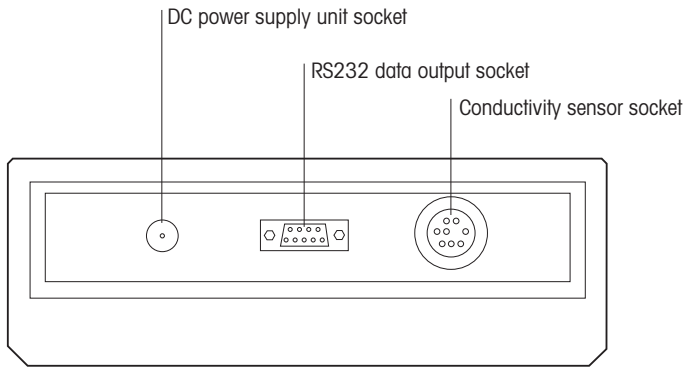 DC power supply unit socket
RS232 data output socket
Conductivity sensor socket